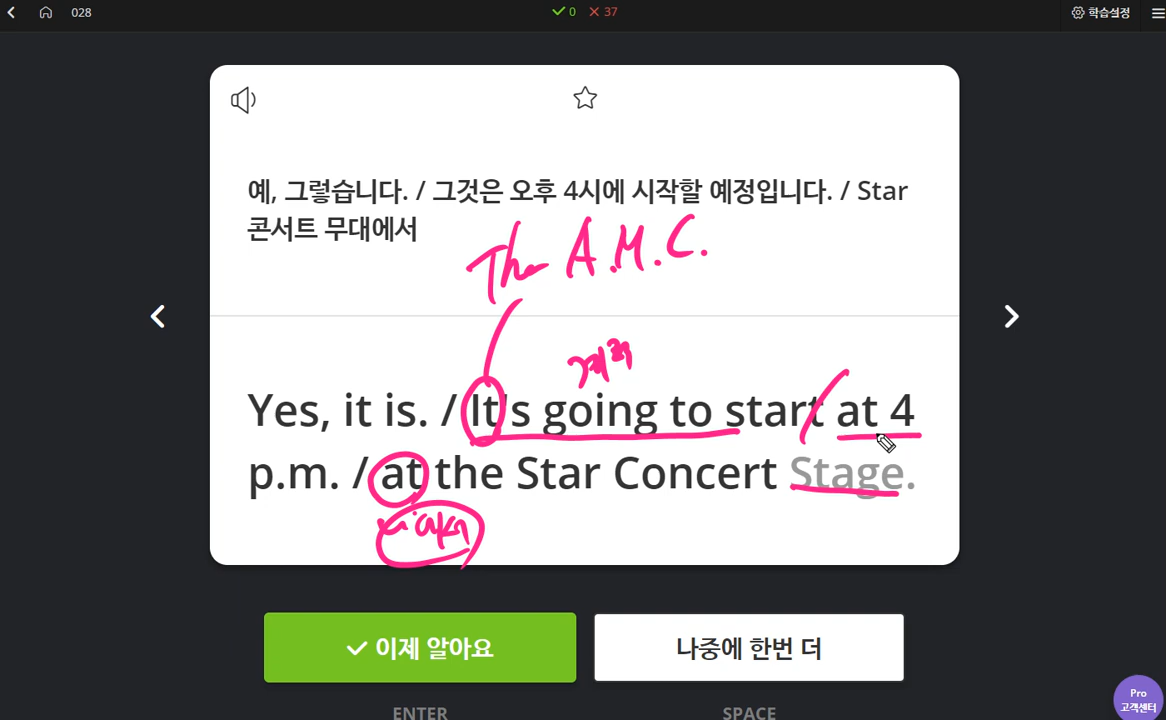 028
0
37
학습설정
예, 그렇습니다. / 그것은 오후 4시에 시작할 예정입니다. / Star
콘서트 무대에서
The A.M.C.
계획
Yes, it is. / It's going to start at 4
p.m. / at the Star Concert Stage.
이제 알아요
나중에 한번 더
ENTER
SPACE
Pro
고객센터